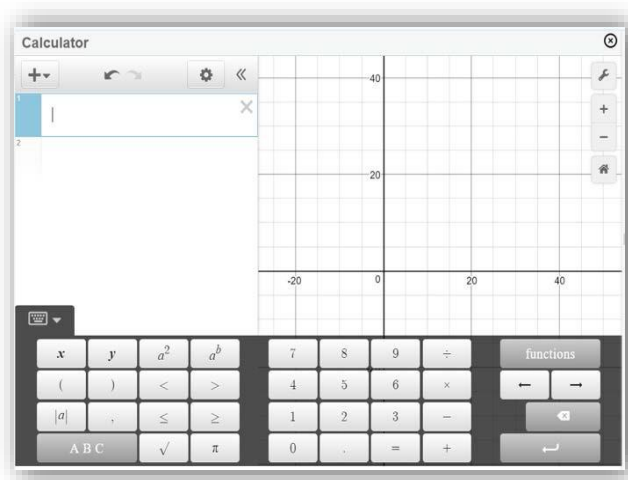 Calculator
1
2
40
20
-20 0 20 40
x y a² aᵇ 7 8 9 ÷ functions
( ) < > 4 5 6 × ← →
|a| , ≤ ≥ 1 2 3 −
A B C √ π 0 . = +